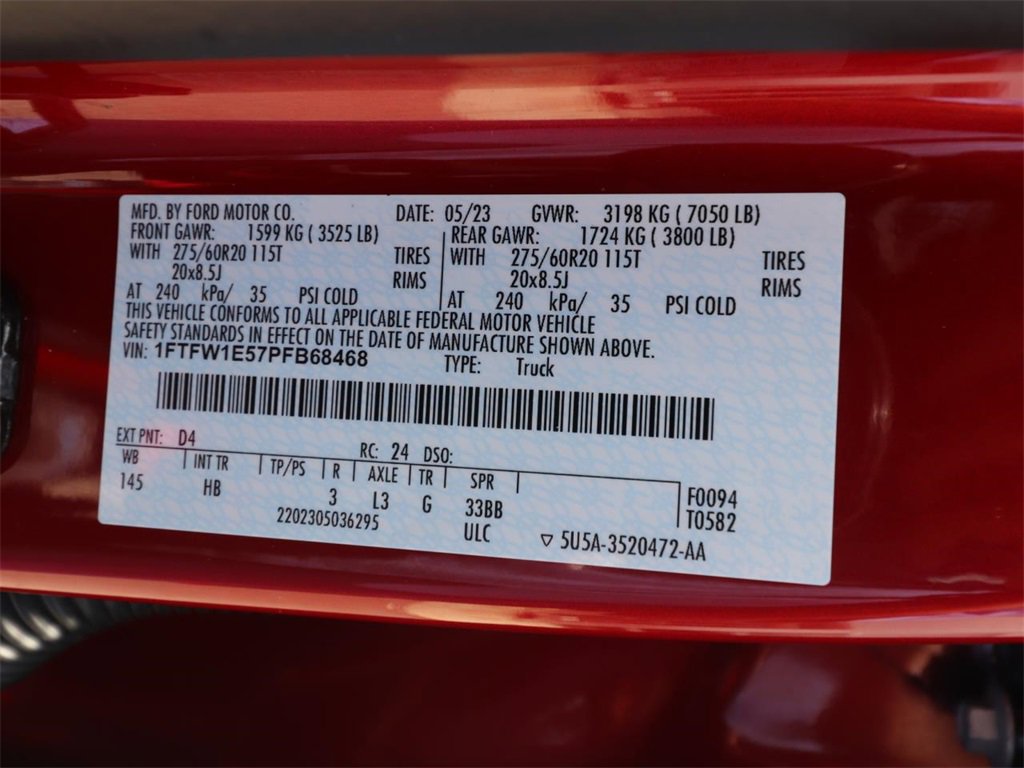 MFD. BY FORD MOTOR CO. DATE: 05/23 GVWR: 3198 KG ( 7050 LB)
FRONT GAWR: 1599 KG ( 3525 LB) REAR GAWR: 1724 KG ( 3800 LB)
WITH 275/60R20 115T TIRES WITH 275/60R20 115T TIRES
20x8.5J RIMS 20x8.5J RIMS
AT 240 kPa/ 35 PSI COLD AT 240 kPa/ 35 PSI COLD
THIS VEHICLE CONFORMS TO ALL APPLICABLE FEDERAL MOTOR VEHICLE
SAFETY STANDARDS IN EFFECT ON THE DATE OF MANUFACTURE SHOWN ABOVE.
VIN: 1FTFW1E57PFB68468 TYPE: Truck
EXT PNT: D4 RC: 24 DSO:
WB INT TR TP/PS R AXLE TR SPR
145 HB 3 L3 G 33BB F0094
2202305036295 ULC T0582
▽ 5U5A-3520472-AA